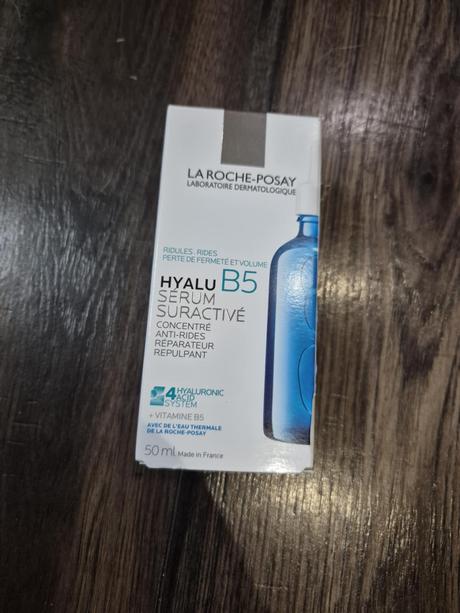 LA ROCHE-POSAY
LABORATOIRE DERMATOLOGIQUE
RIDULES . RIDES
PERTE DE FERMETÉ ET VOLUME
HYALU B5
SÉRUM
SURACTIVÉ
CONCENTRÉ
ANTI-RIDES
RÉPARATEUR
REPULPANT
4 HYALURONIC
ACID
SYSTEM
+ VITAMINE B5
AVEC DE L'EAU THERMALE
DE LA ROCHE-POSAY
50 ml Made in France